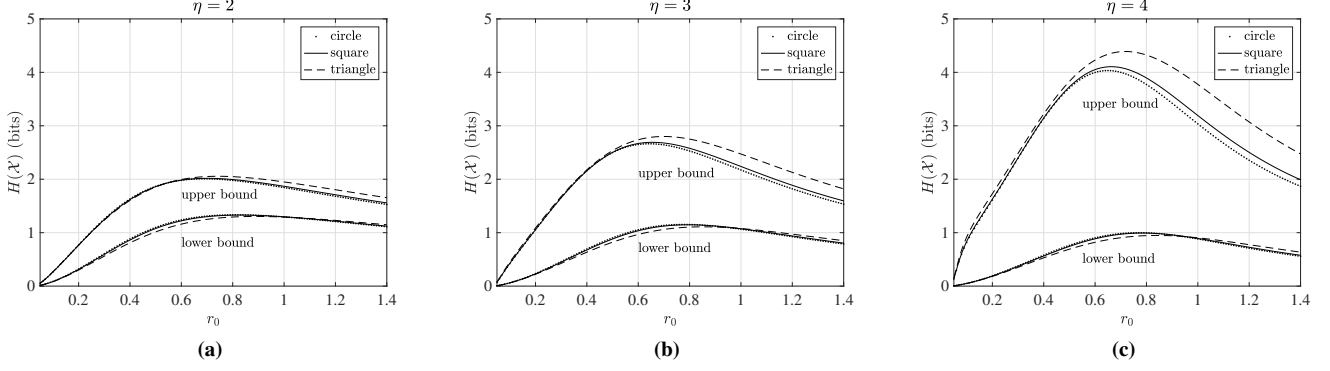 η = 2
5
4
3
2
1
0
H(𝒳) (bits)
circle
square
triangle
upper bound
lower bound
0.2 0.4 0.6 0.8 1 1.2 1.4
r₀
(a)
η = 3
5
4
3
2
1
0
H(𝒳) (bits)
circle
square
triangle
upper bound
lower bound
0.2 0.4 0.6 0.8 1 1.2 1.4
r₀
(b)
η = 4
5
4
3
2
1
0
H(𝒳) (bits)
circle
square
triangle
upper bound
lower bound
0.2 0.4 0.6 0.8 1 1.2 1.4
r₀
(c)